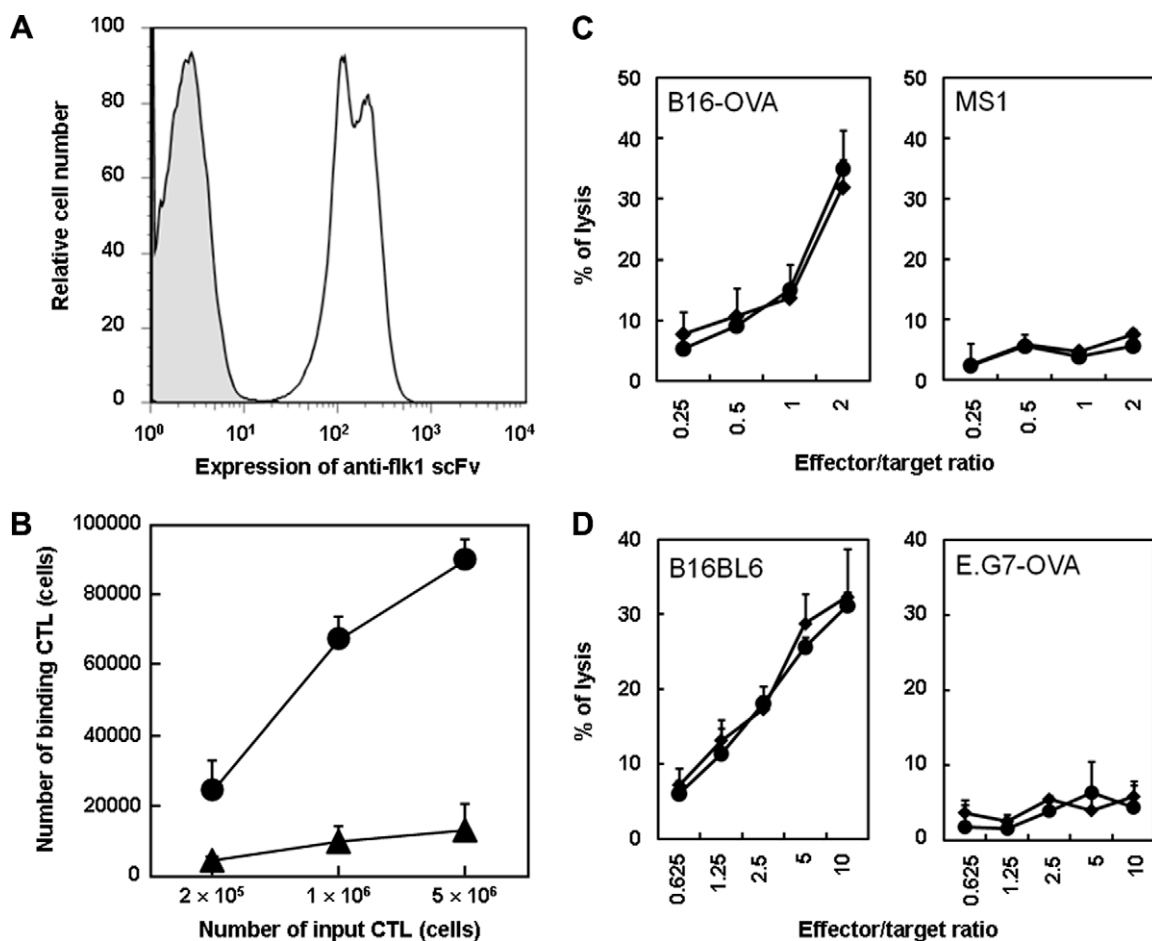 A
100
80
60
40
20
0
Relative cell number
10⁰ 10¹ 10² 10³ 10⁴
Expression of anti-flk1 scFv
B
100000
80000
60000
40000
20000
0
Number of binding CTL (cells)
2 × 10⁵ 1 × 10⁶ 5 × 10⁶
Number of input CTL (cells)
C
50
40
30
20
10
0
% of lysis
B16-OVA
0.25 0. 5 1 2
50
40
30
20
10
0
MS1
0.25 0. 5 1 2
Effector/target ratio
D
40
30
20
10
0
% of lysis
B16BL6
0.625 1.25 2.5 5 10
40
30
20
10
0
E.G7-OVA
0.625 1.25 2.5 5 10
Effector/target ratio